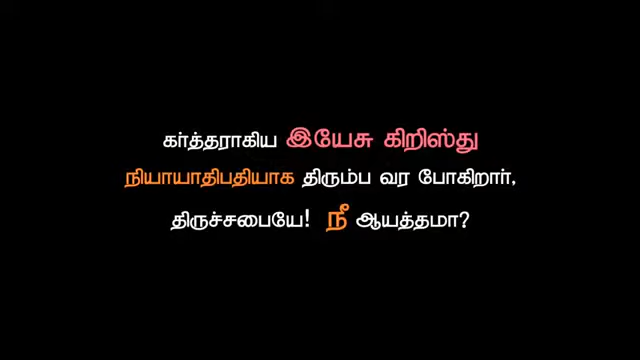 கர்த்தராகிய இயேசு கிறிஸ்து
நியாயாதிபதியாக திரும்ப வர போகிறார்,
திருச்சபையே! நீ ஆயத்தமா?